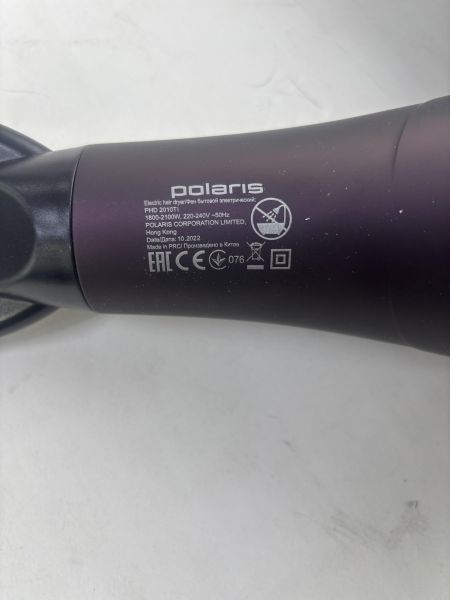 polaris
Electric hair dryer/Фен бытовой электрический;
PHD 2010Ti
1800-2100W, 220-240V ~50Hz
POLARIS CORPORATION LIMITED,
Hong Kong
Date/Дата: 10.2022
Made in PRC/ Произведено в Китае
EAC CE 076